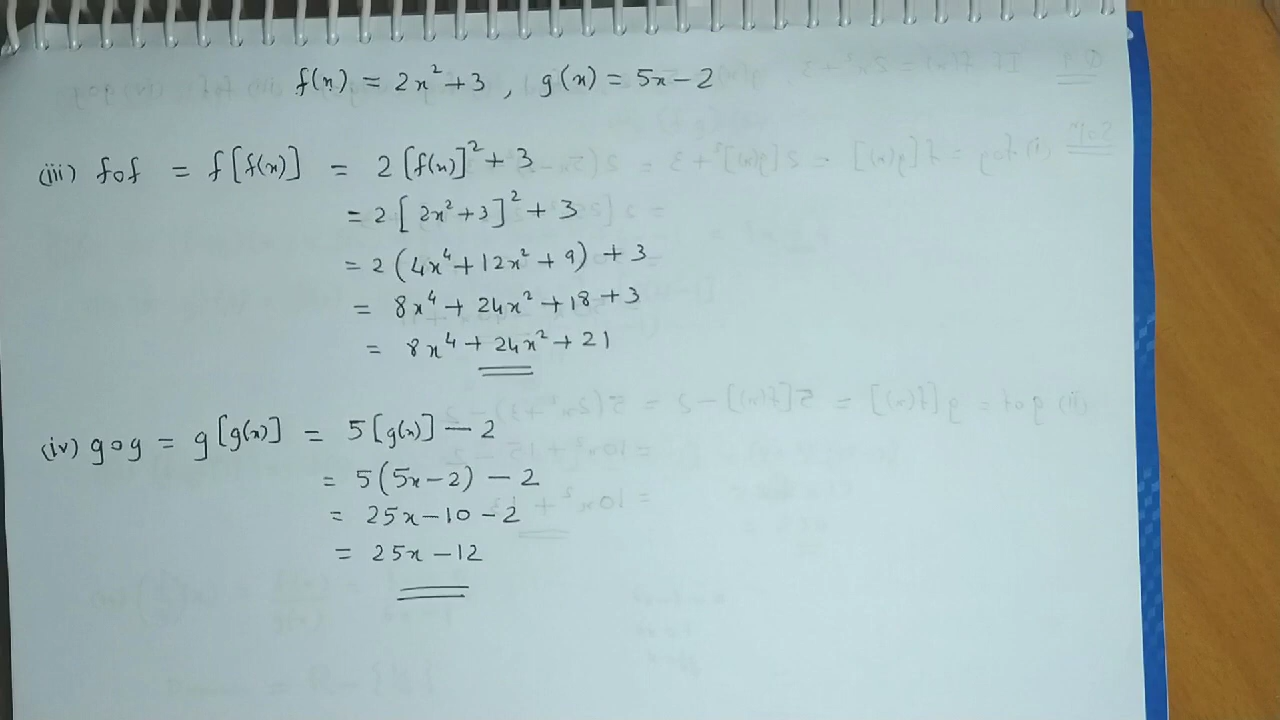 f(x) = 2x² + 3 , g(x) = 5x - 2
(iii) fof = f[f(x)] = 2[f(x)]² + 3
= 2[2x² + 3]² + 3
= 2(4x⁴ + 12x² + 9) + 3
= 8x⁴ + 24x² + 18 + 3
= 8x⁴ + 24x² + 21
(iv) gog = g[g(x)] = 5[g(x)] - 2
= 5(5x - 2) - 2
= 25x - 10 - 2
= 25x - 12